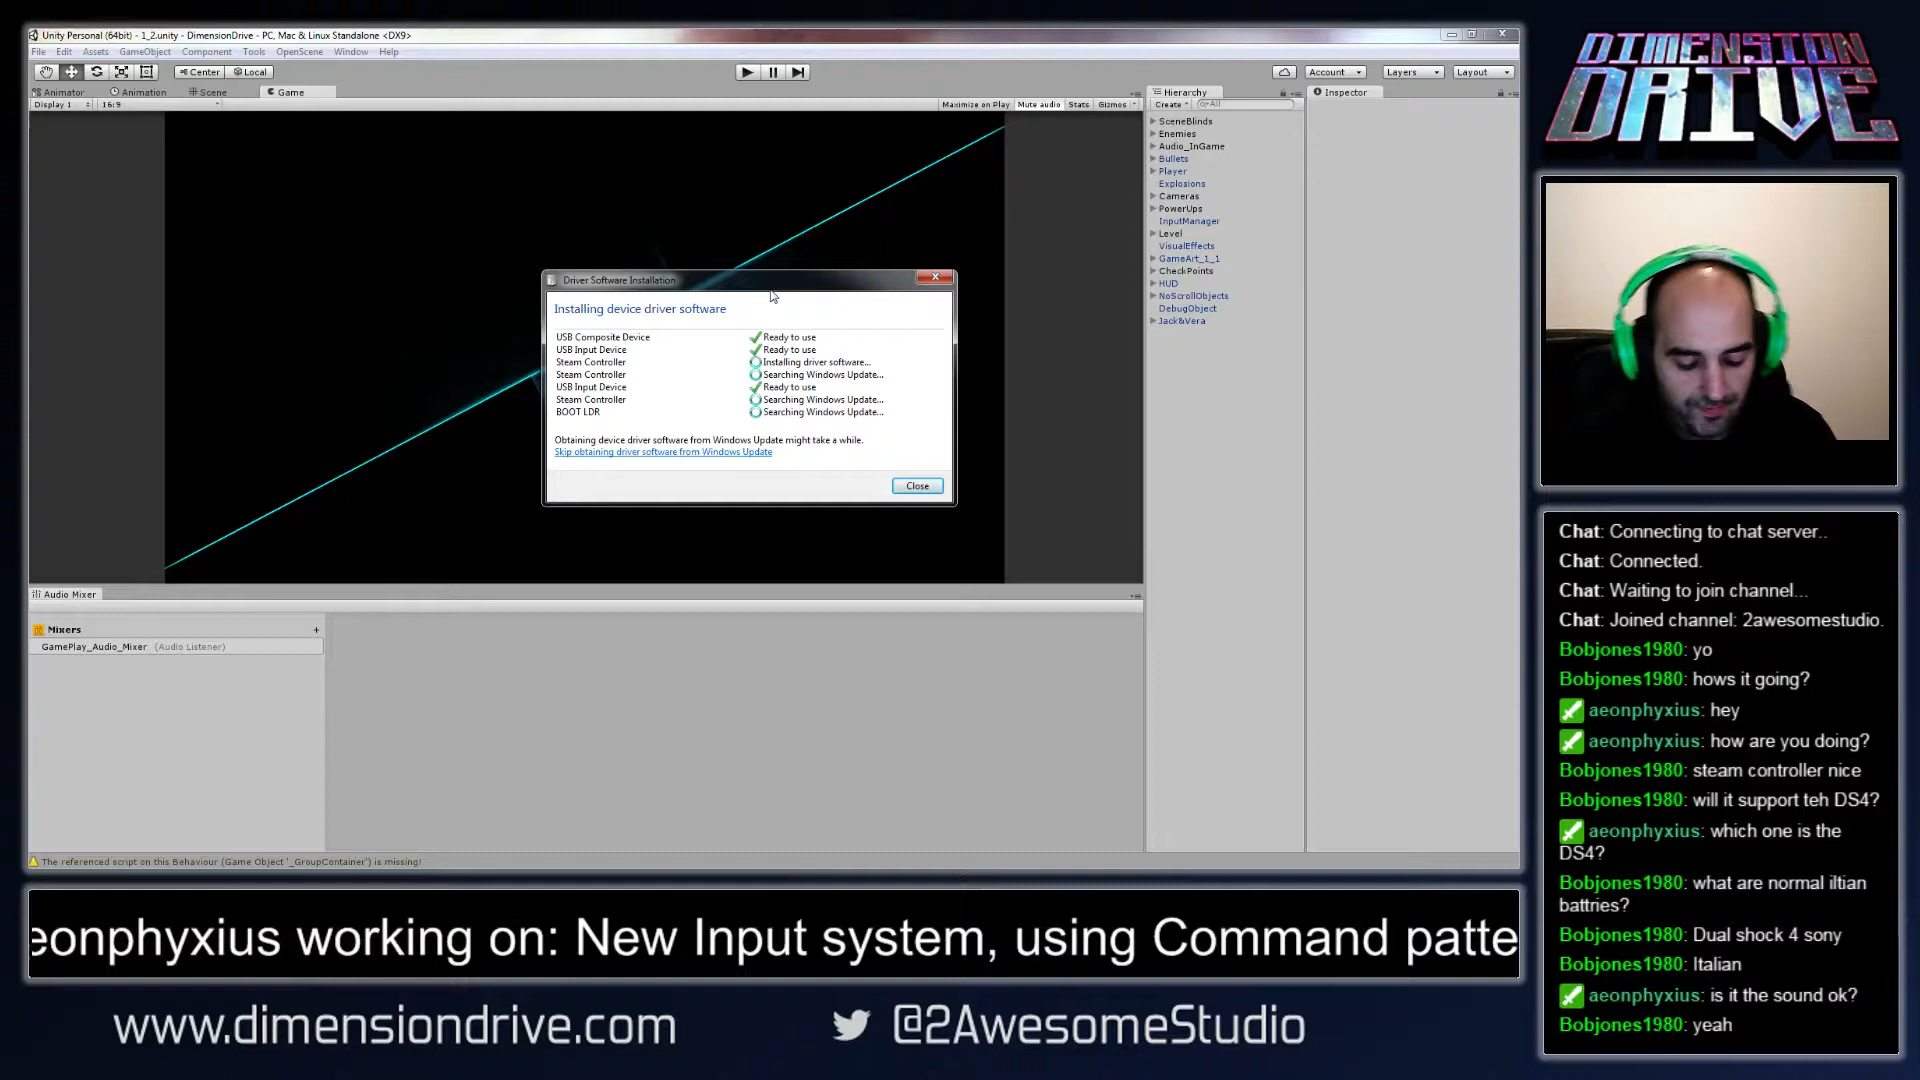 Unity Personal (64bit) - 1_2.unity - DimensionDrive - PC, Mac & Linux Standalone <DX9>
File Edit Assets GameObject Component Tools OpenScene Window Help
Center Local
Account Layers Layout
Animator Animation Scene Game
Display 1 16:9
Maximize on Play Mute audio Stats Gizmos
Hierarchy
Create All
SceneBlinds
Enemies
Audio_InGame
Bullets
Player
Explosions
Cameras
PowerUps
InputManager
Level
VisualEffects
GameArt_1_1
CheckPoints
HUD
NoScrollObjects
DebugObject
Jack&Vera
Inspector
Driver Software Installation
Installing device driver software
USB Composite Device Ready to use
USB Input Device Ready to use
Steam Controller Installing driver software...
Steam Controller Searching Windows Update...
USB Input Device Ready to use
Steam Controller Searching Windows Update...
BOOT LDR Searching Windows Update...
Obtaining device driver software from Windows Update might take a while.
Skip obtaining driver software from Windows Update
Close
Audio Mixer
Mixers +
GamePlay_Audio_Mixer (Audio Listener)
The referenced script on this Behaviour (Game Object '_GroupContainer') is missing!
DIMENSION
DRIVE
Chat: Connecting to chat server..
Chat: Connected.
Chat: Waiting to join channel...
Chat: Joined channel: 2awesomestudio.
Bobjones1980: yo
Bobjones1980: hows it going?
aeonphyxius: hey
aeonphyxius: how are you doing?
Bobjones1980: steam controller nice
Bobjones1980: will it support teh DS4?
aeonphyxius: which one is the
DS4?
Bobjones1980: what are normal iltian
battries?
Bobjones1980: Dual shock 4 sony
Bobjones1980: Italian
aeonphyxius: is it the sound ok?
Bobjones1980: yeah
eonphyxius working on: New Input system, using Command patte
www.dimensiondrive.com
@2AwesomeStudio